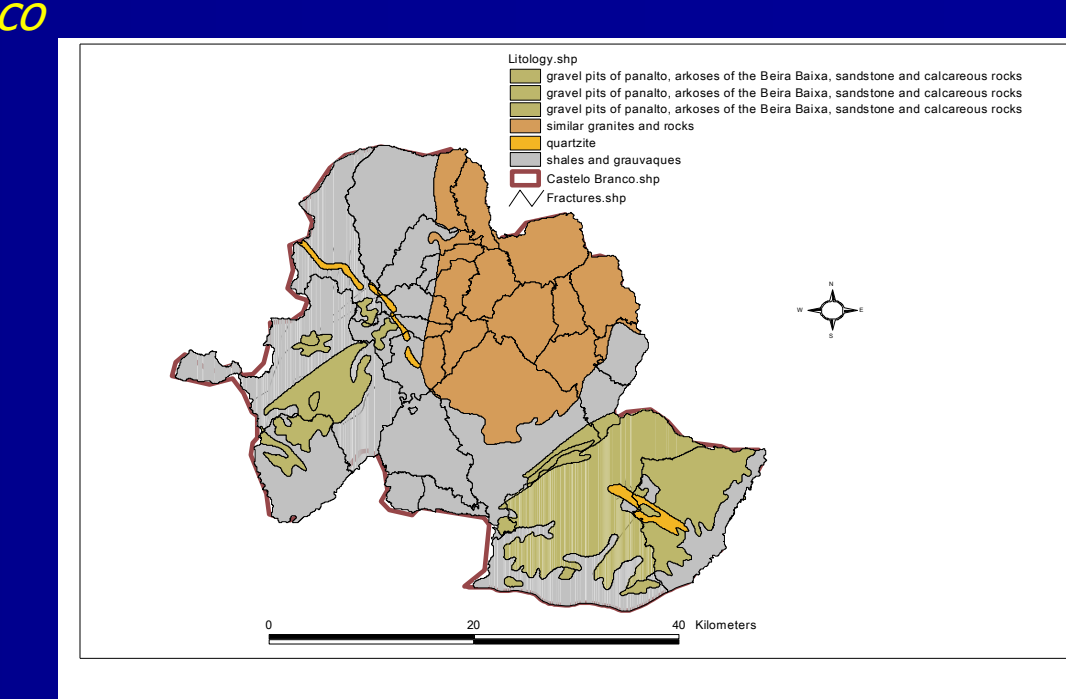 CO
Litology.shp
gravel pits of panalto, arkoses of the Beira Baixa, sandstone and calcareous rocks
gravel pits of panalto, arkoses of the Beira Baixa, sandstone and calcareous rocks
gravel pits of panalto, arkoses of the Beira Baixa, sandstone and calcareous rocks
similar granites and rocks
quartzite
shales and grauvaques
Castelo Branco.shp
Fractures.shp
N
W E
S
0 20 40 Kilometers